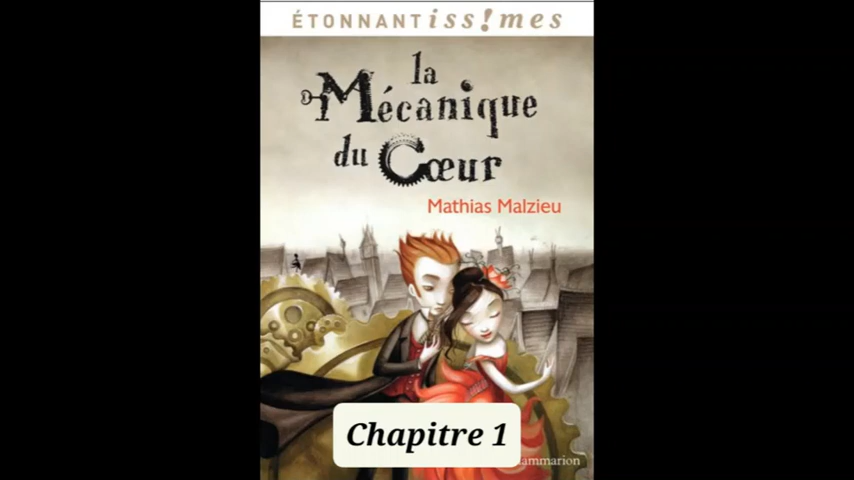 ÉTONNANTiss!mes
la
Mécanique
du Cœur
Mathias Malzieu
Chapitre 1